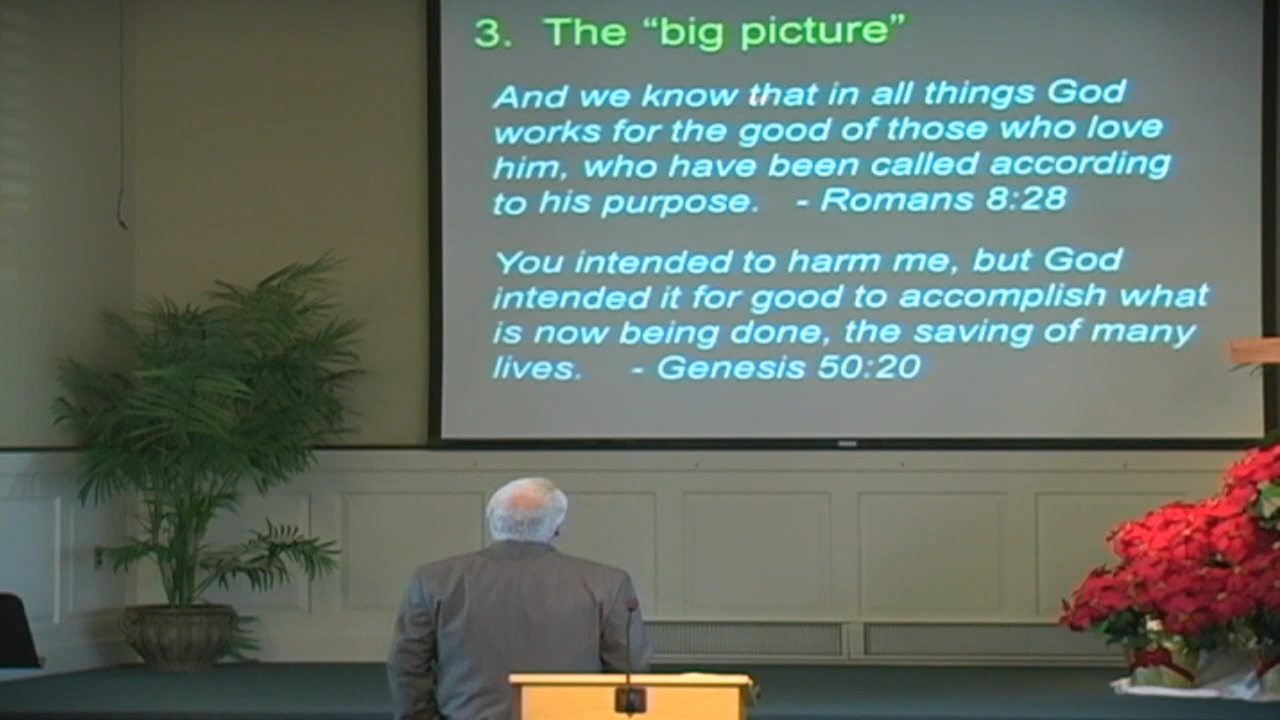 3. The “big picture”
And we know that in all things God
works for the good of those who love
him, who have been called according
to his purpose. - Romans 8:28
You intended to harm me, but God
intended it for good to accomplish what
is now being done, the saving of many
lives. - Genesis 50:20